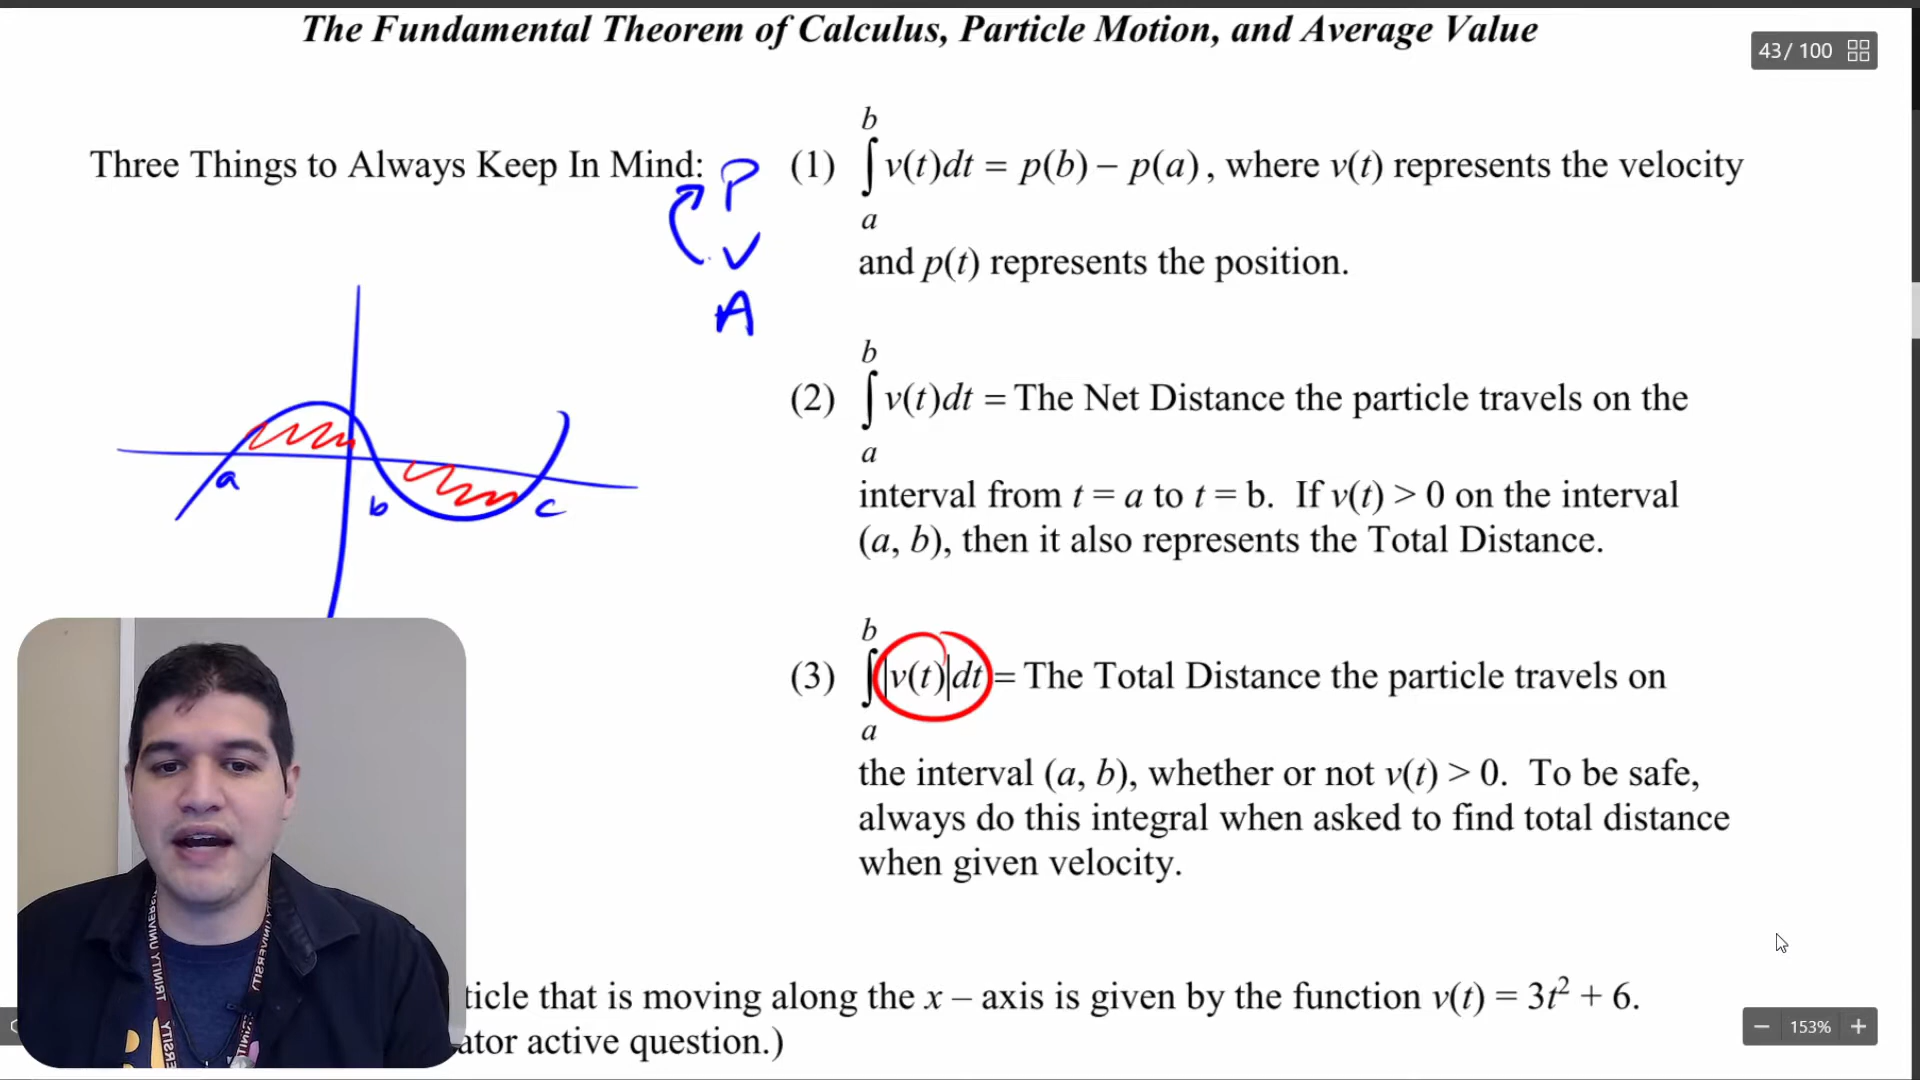 The Fundamental Theorem of Calculus, Particle Motion, and Average Value
43 / 100
Three Things to Always Keep In Mind:
P
V
A
a
b
c
(1) ∫_a^b v(t)dt = p(b) − p(a), where v(t) represents the velocity
and p(t) represents the position.
(2) ∫_a^b v(t)dt = The Net Distance the particle travels on the
interval from t = a to t = b. If v(t) > 0 on the interval
(a, b), then it also represents the Total Distance.
(3) ∫_a^b |v(t)|dt = The Total Distance the particle travels on
the interval (a, b), whether or not v(t) > 0. To be safe,
always do this integral when asked to find total distance
when given velocity.
ticle that is moving along the x – axis is given by the function v(t) = 3t² + 6.
ator active question.)
153%
TRINITY UNIVERSITY